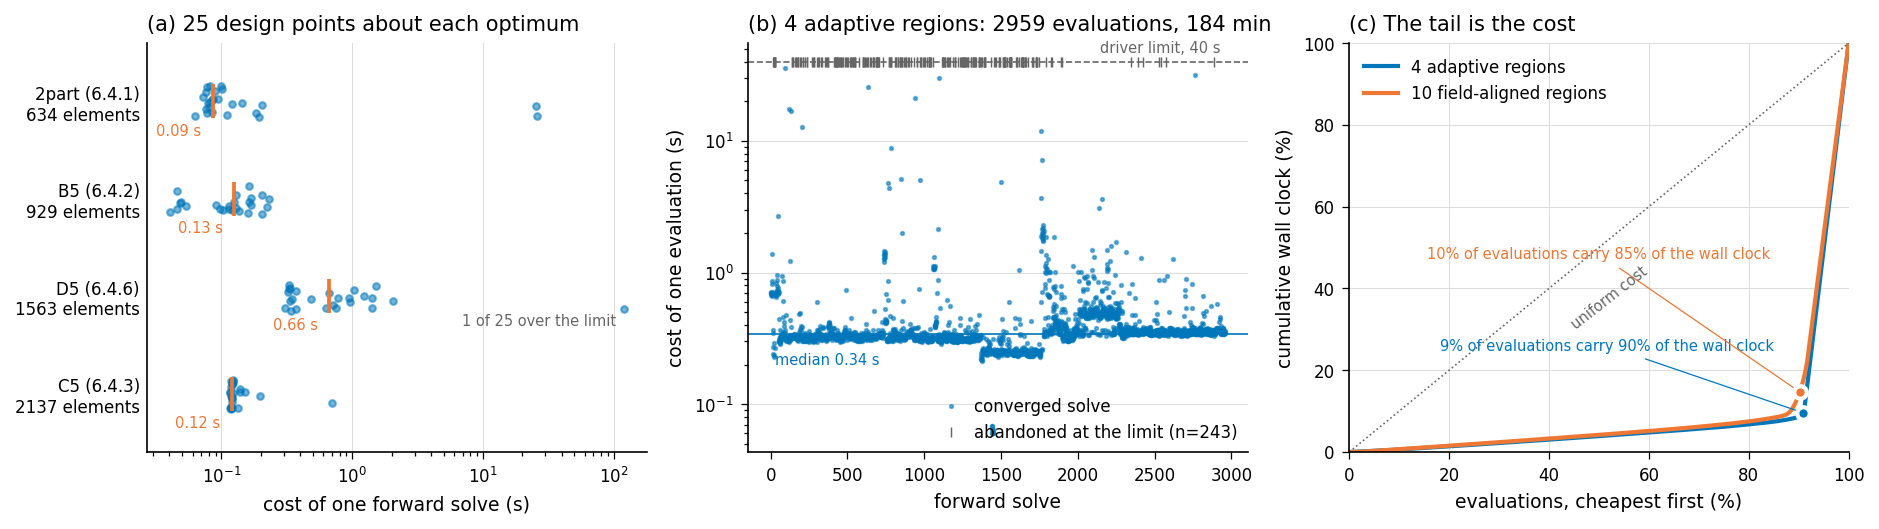 (a) 25 design points about each optimum
2part (6.4.1)
634 elements
0.09 s
B5 (6.4.2)
929 elements
0.13 s
D5 (6.4.6)
1563 elements
0.66 s
1 of 25 over the limit
C5 (6.4.3)
2137 elements
0.12 s
10⁻¹ 10⁰ 10¹ 10²
cost of one forward solve (s)
(b) 4 adaptive regions: 2959 evaluations, 184 min
driver limit, 40 s
cost of one evaluation (s)
10¹
10⁰
10⁻¹
median 0.34 s
converged solve
abandoned at the limit (n=243)
0 500 1000 1500 2000 2500 3000
forward solve
(c) The tail is the cost
4 adaptive regions
10 field-aligned regions
cumulative wall clock (%)
100
80
60
40
20
0
10% of evaluations carry 85% of the wall clock
uniform cost
9% of evaluations carry 90% of the wall clock
0 20 40 60 80 100
evaluations, cheapest first (%)